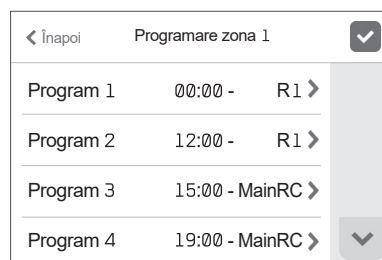 Înapoi Programare zona 1
Program 1 00:00 - R1
Program 2 12:00 - R1
Program 3 15:00 - MainRC
Program 4 19:00 - MainRC